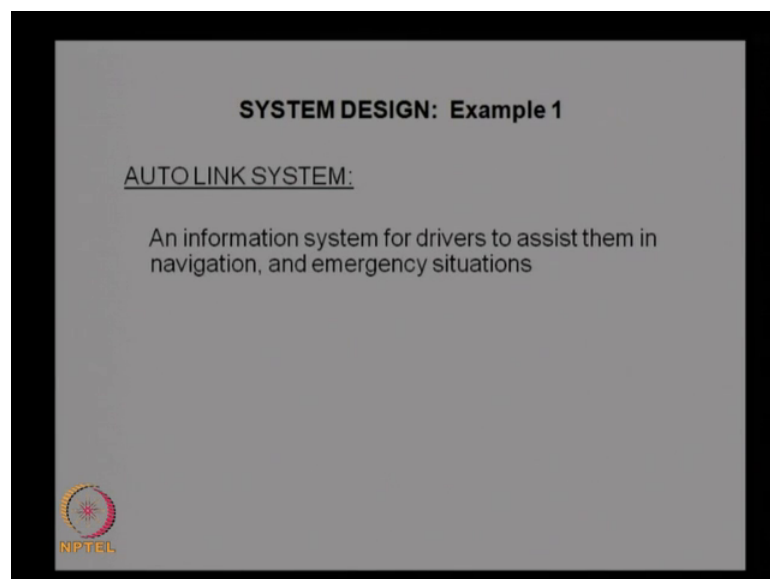 SYSTEM DESIGN: Example 1
AUTO LINK SYSTEM:
An information system for drivers to assist them in
navigation, and emergency situations
NPTEL